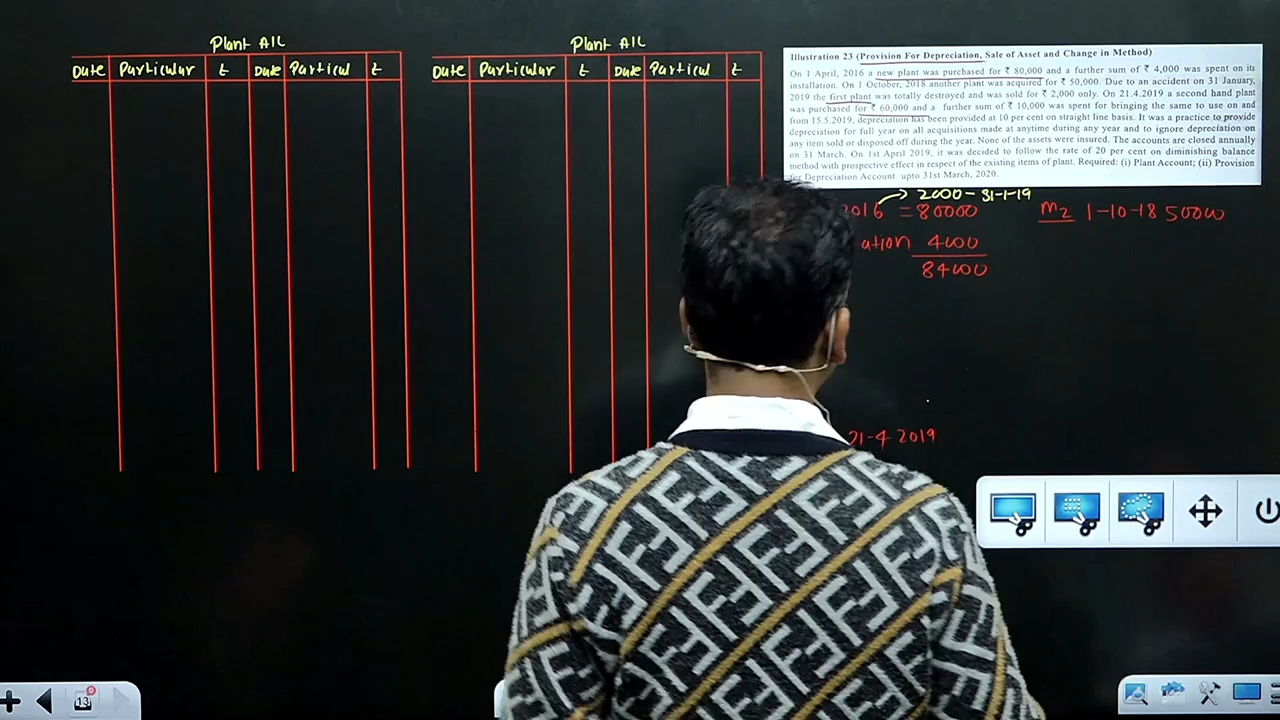 Plant A/C
Date Particular ₹ Date Particul ₹
Plant A/C
Date Particular ₹ Date Particul ₹
Illustration 23 (Provision For Depreciation, Sale of Asset and Change in Method)
On 1 April, 2016 a new plant was purchased for ₹ 80,000 and a further sum of ₹ 4,000 was spent on its
installation. On 1 October, 2018 another plant was acquired for ₹ 50,000. Due to an accident on 31 January,
2019 the first plant was totally destroyed and was sold for ₹ 2,000 only. On 21.4.2019 a second hand plant
was purchased for ₹ 60,000 and a further sum of ₹ 10,000 was spent for bringing the same to use on and
from 15.5.2019, depreciation has been provided at 10 per cent on straight line basis. It was a practice to provide
depreciation for full year on all acquisitions made at anytime during any year and to ignore depreciation on
any item sold or disposed off during the year. None of the assets were insured. The accounts are closed annually
on 31 March. On 1st April 2019, it was decided to follow the rate of 20 per cent on diminishing balance
method with prospective effect in respect of the existing items of plant. Required: (i) Plant Account; (ii) Provision
for Depreciation Account upto 31st March, 2020.
2000 - 31-1-19
2016 = 80000
M2 1-10-18 50000
ation 4000
84000
21-4-2019
13
0